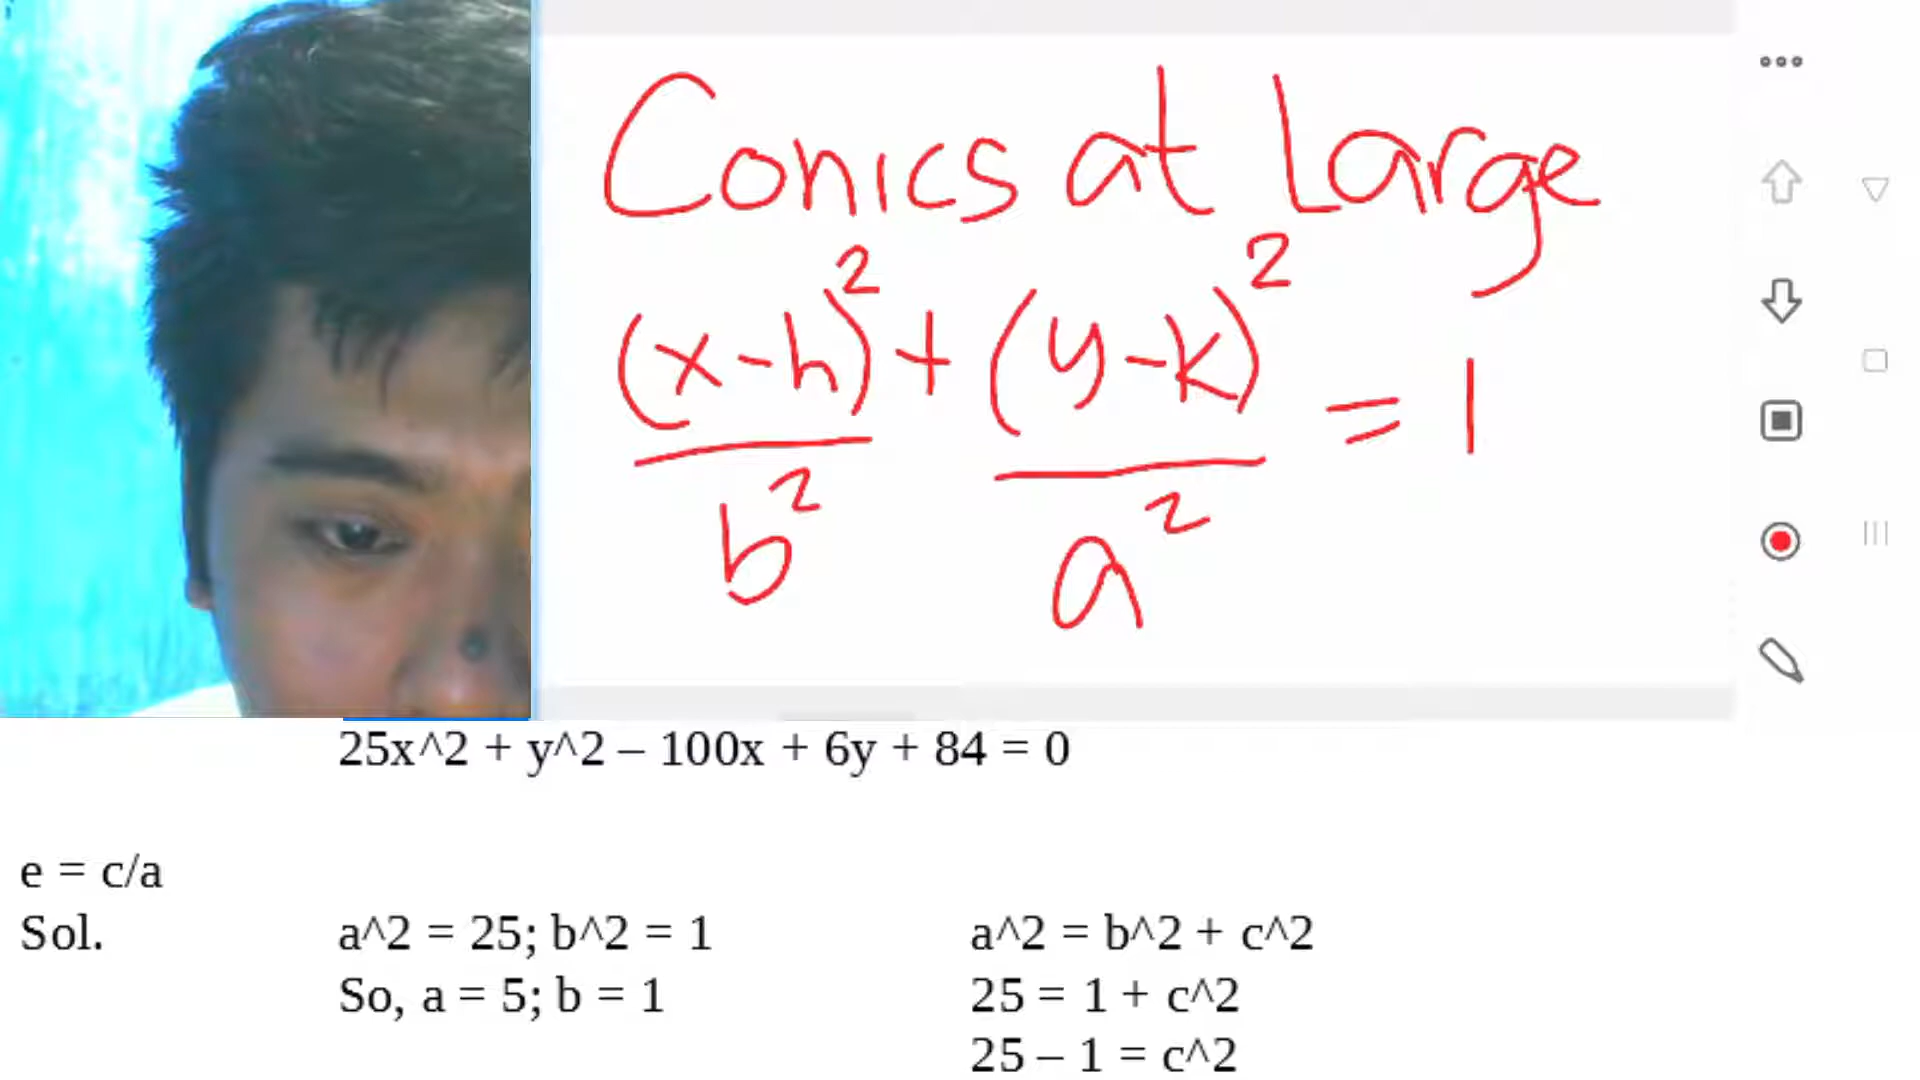 Conics at Large
(x-h)^2 + (y-k)^2 = 1
b^2 a^2
25x^2 + y^2 – 100x + 6y + 84 = 0
e = c/a
Sol. a^2 = 25; b^2 = 1 a^2 = b^2 + c^2
So, a = 5; b = 1 25 = 1 + c^2
25 – 1 = c^2